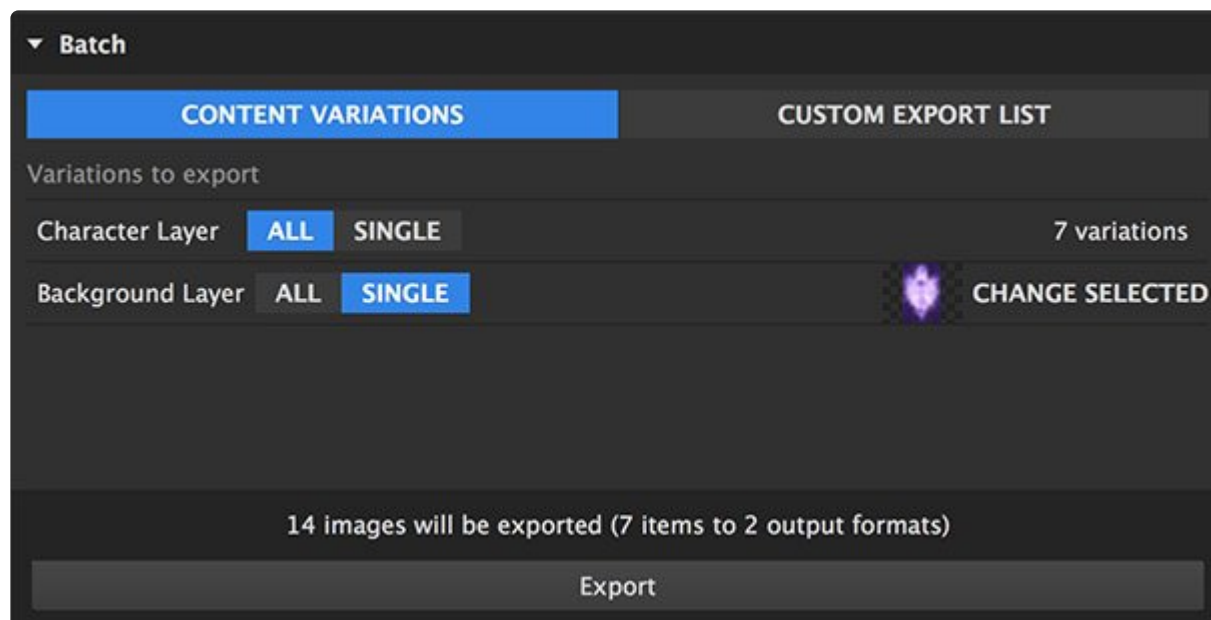 Batch
CONTENT VARIATIONS CUSTOM EXPORT LIST
Variations to export
Character Layer ALL SINGLE 7 variations
Background Layer ALL SINGLE CHANGE SELECTED
14 images will be exported (7 items to 2 output formats)
Export